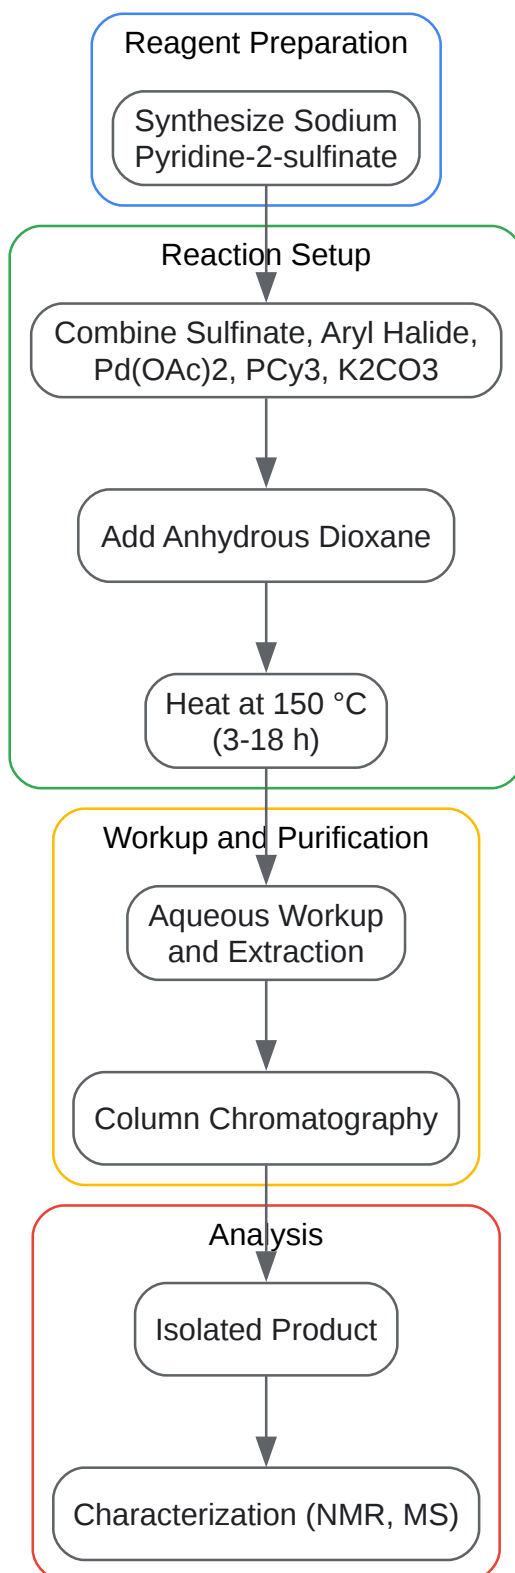 Reagent Preparation
Synthesize Sodium
Pyridine-2-sulfinate
Reaction Setup
Combine Sulfinate, Aryl Halide,
Pd(OAc)2, PCy3, K2CO3
Add Anhydrous Dioxane
Heat at 150 °C
(3-18 h)
Workup and Purification
Aqueous Workup
and Extraction
Column Chromatography
Analysis
Isolated Product
Characterization (NMR, MS)